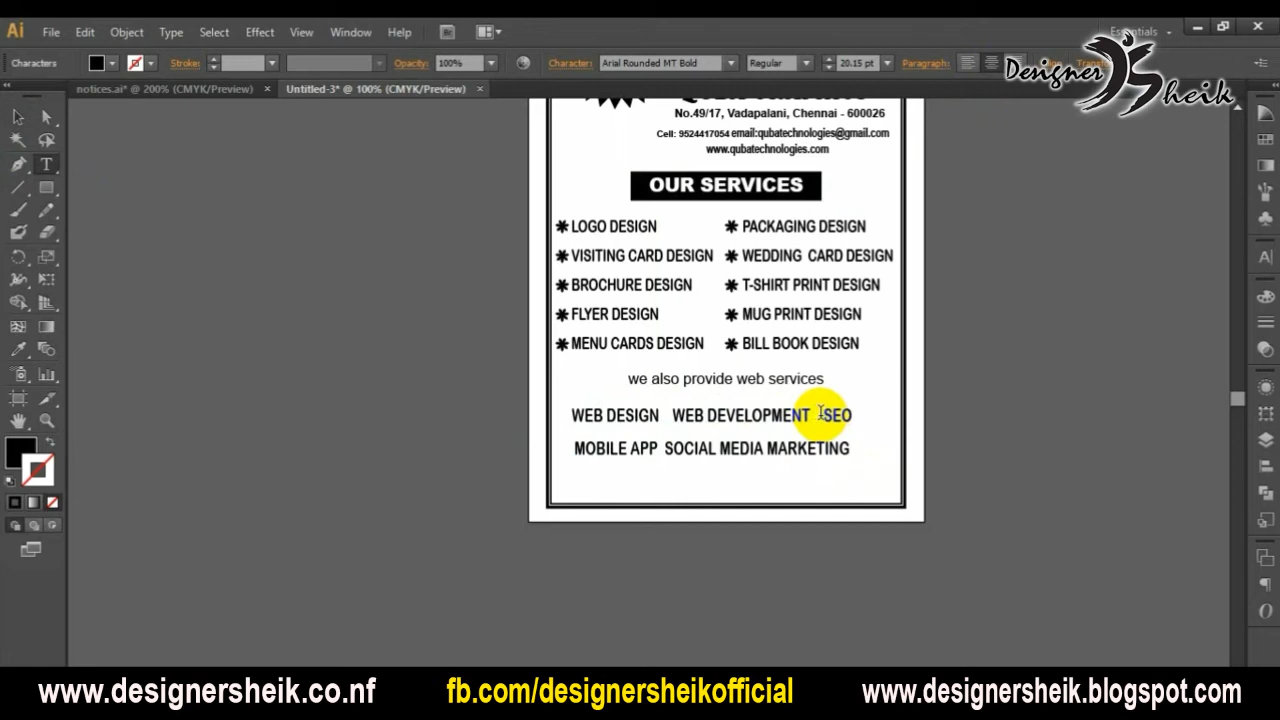 File Edit Object Type Select Effect View Window Help
Essentials
Characters Stroke: Opacity: 100% Character: Arial Rounded MT Bold Regular 20.15 pt Paragraph:
Designer Sheik
notices.ai* @ 200% (CMYK/Preview) Untitled-3* @ 100% (CMYK/Preview)
No.49/17, Vadapalani, Chennai - 600026
Cell: 9524417054 email:qubatechnologies@gmail.com
www.qubatechnologies.com
OUR SERVICES
LOGO DESIGN PACKAGING DESIGN
VISITING CARD DESIGN WEDDING CARD DESIGN
BROCHURE DESIGN T-SHIRT PRINT DESIGN
FLYER DESIGN MUG PRINT DESIGN
MENU CARDS DESIGN BILL BOOK DESIGN
we also provide web services
WEB DESIGN WEB DEVELOPMENT SEO
MOBILE APP SOCIAL MEDIA MARKETING
www.designersheik.co.nf fb.com/designersheikofficial www.designersheik.blogspot.com